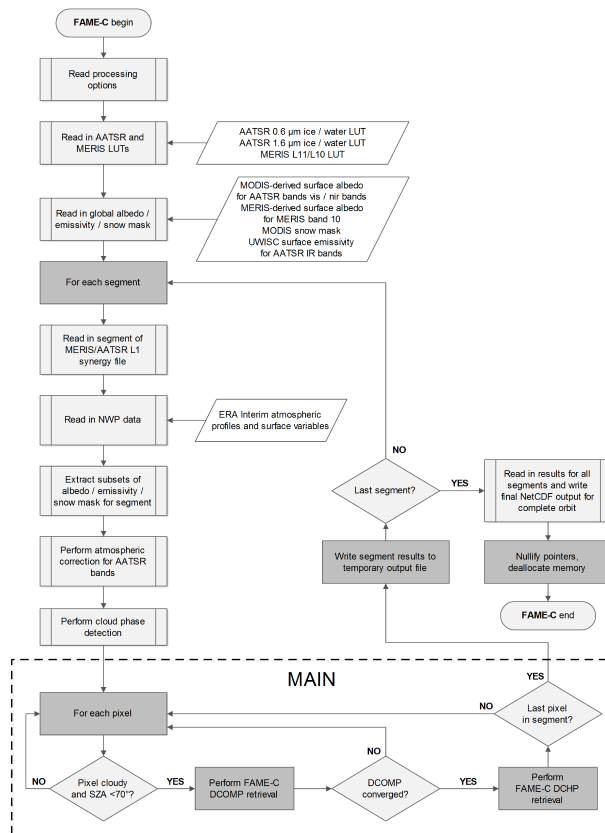 FAME-C begin
Read processing
options
Read in AATSR and
MERIS LUTs
AATSR 0.6 µm ice / water LUT
AATSR 1.6 µm ice / water LUT
MERIS L11/L10 LUT
Read in global albedo /
emissivity / snow mask
MODIS-derived surface albedo
for AATSR bands vis / nir bands
MERIS-derived surface albedo
for MERIS band 10
MODIS snow mask
UWISC surface emissivity
for AATSR IR bands
For each segment
Read in segment of
MERIS/AATSR L1
synergy file
Read in NWP data
ERA Interim atmospheric
profiles and surface variables
Extract subsets of
albedo / emissivity /
snow mask for segment
Perform atmospheric
correction for AATSR
bands
Perform cloud phase
detection
NO
Last segment?
YES
Read in results for all
segments and write
final NetCDF output for
complete orbit
Write segment results to
temporary output file
Nullify pointers,
deallocate memory
FAME-C end
MAIN
For each pixel
YES
NO
Last pixel
in segment?
NO
Pixel cloudy
and SZA <70°?
YES
Perform FAME-C
DCOMP retrieval
NO
DCOMP
converged?
YES
Perform
FAME-C DCHP
retrieval